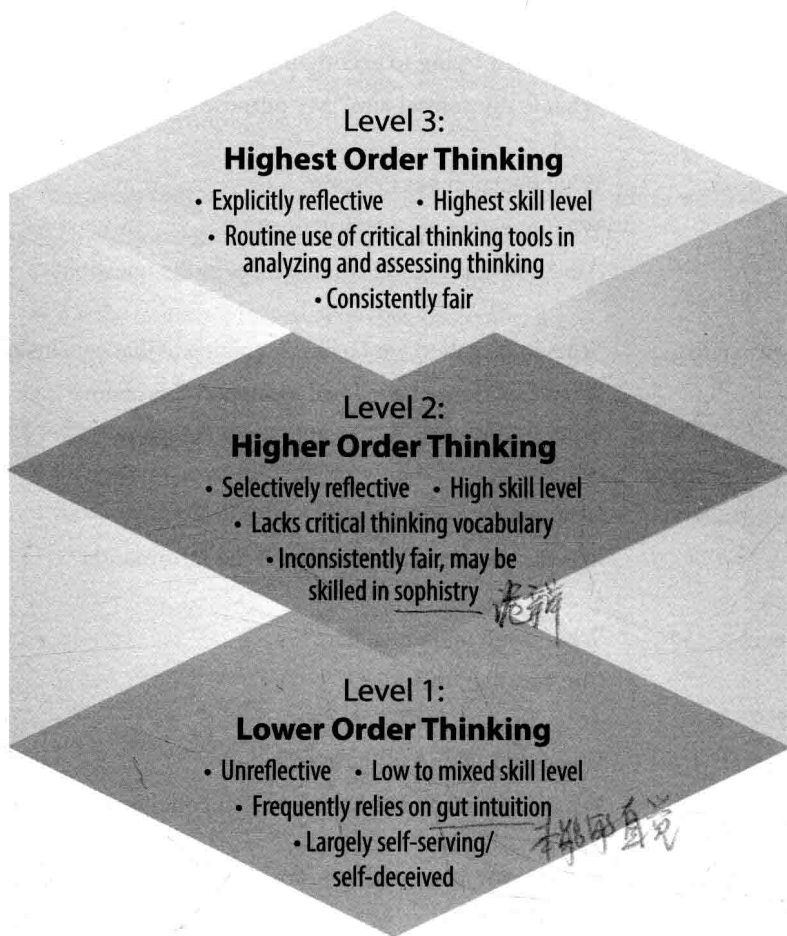 Level 3:
Highest Order Thinking
• Explicitly reflective • Highest skill level
• Routine use of critical thinking tools in
analyzing and assessing thinking
• Consistently fair
Level 2:
Higher Order Thinking
• Selectively reflective • High skill level
• Lacks critical thinking vocabulary
• Inconsistently fair, may be
skilled in sophistry 诡辩
Level 1:
Lower Order Thinking
• Unreflective • Low to mixed skill level
• Frequently relies on gut intuition
直觉
• Largely self-serving/
self-deceived